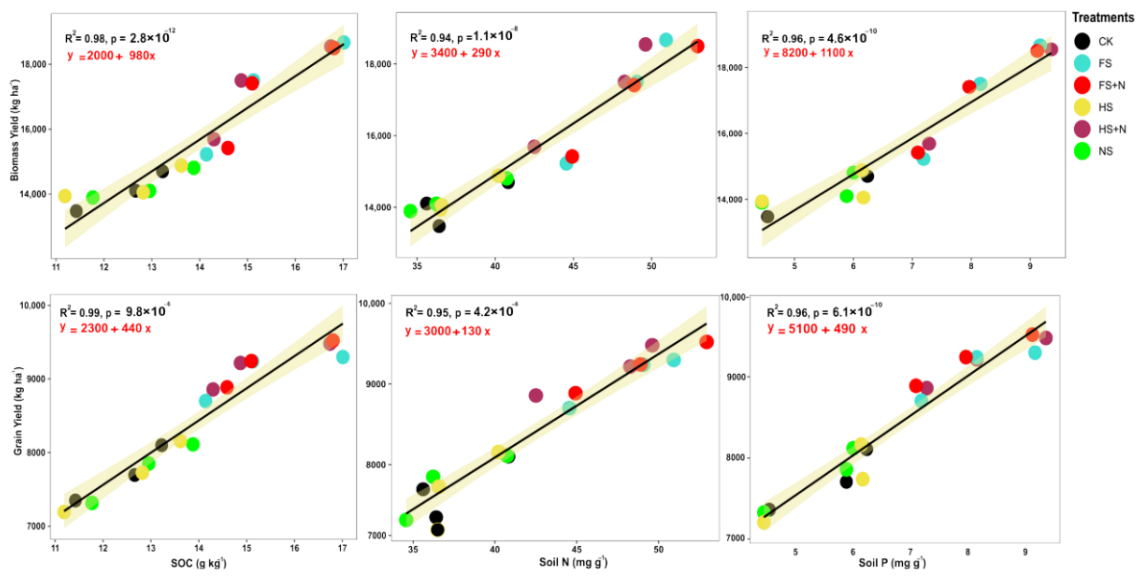 R²= 0.98, p = 2.8×10⁻¹²
y = 2000+ 980x
Biomass Yield (kg ha⁻¹)
18,000
16,000
14,000
11 12 13 14 15 16 17
R²= 0.94, p =1.1×10⁻⁸
y = 3400 + 290x
18,000
16,000
14,000
35 40 45 50
R²= 0.96, p = 4.6×10⁻¹⁰
y = 8200 + 1100x
18,000
16,000
14,000
5 6 7 8 9
Treatments
CK
FS
FS+N
HS
HS+N
NS
R²= 0.99, p = 9.8×10⁻⁶
y = 2300 + 440 x
Grain Yield (kg ha⁻¹)
10,000
9000
8000
7000
11 12 13 14 15 16 17
SOC (g kg⁻¹)
R²= 0.95, p = 4.2×10⁻⁴
y = 3000+130 x
10,000
9000
8000
7000
35 40 45 50
Soil N (mg g⁻¹)
R²= 0.96, p = 6.1×10⁻¹⁰
y = 5100 + 490 x
10,000
9000
8000
7000
5 6 7 8 9
Soil P (mg g⁻¹)